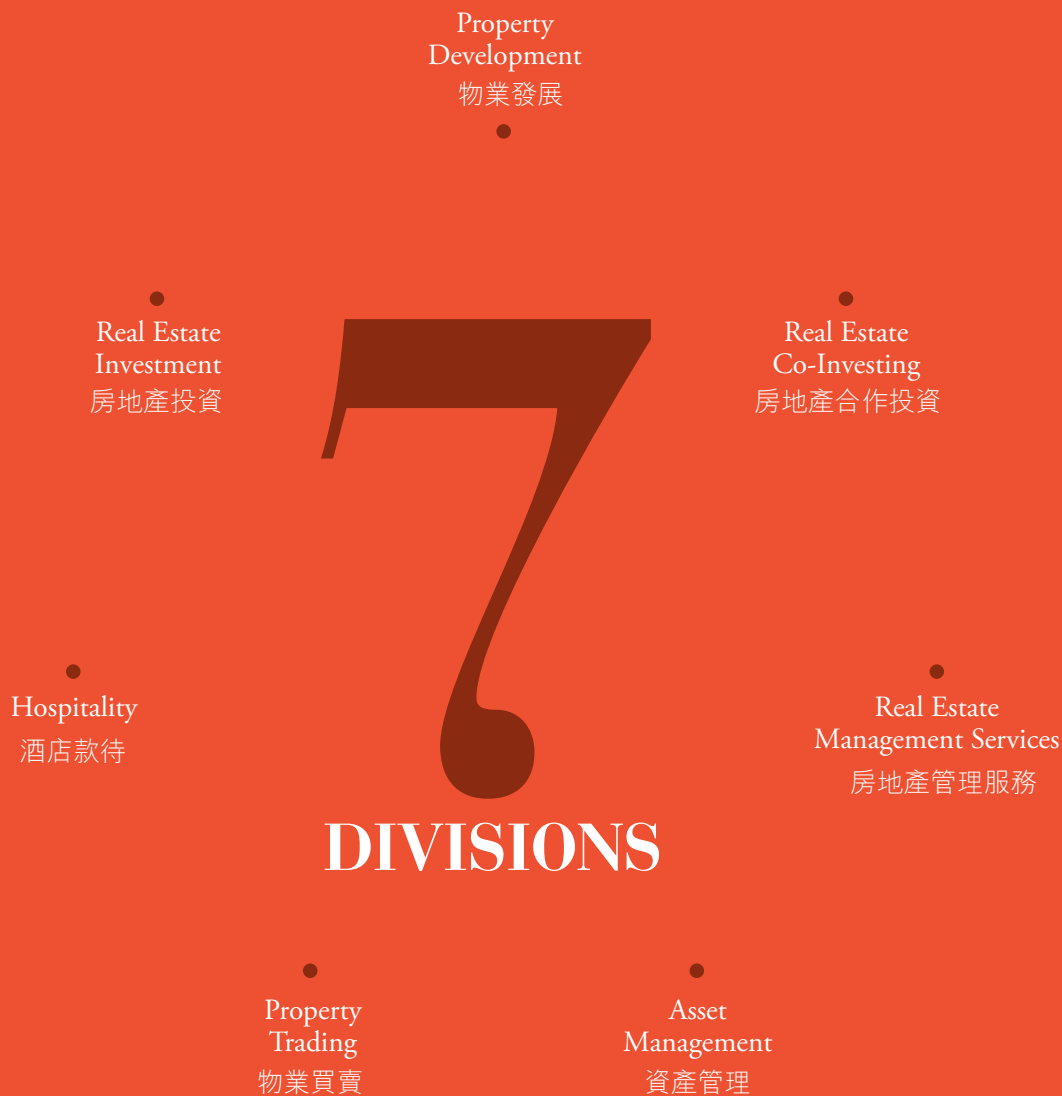 Property
Development
物業發展
Real Estate
Investment
房地產投資
Real Estate
Co-Investing
房地產合作投資
7
Hospitality
酒店款待
Real Estate
Management Services
房地產管理服務
DIVISIONS
Property
Trading
物業買賣
Asset
Management
資產管理